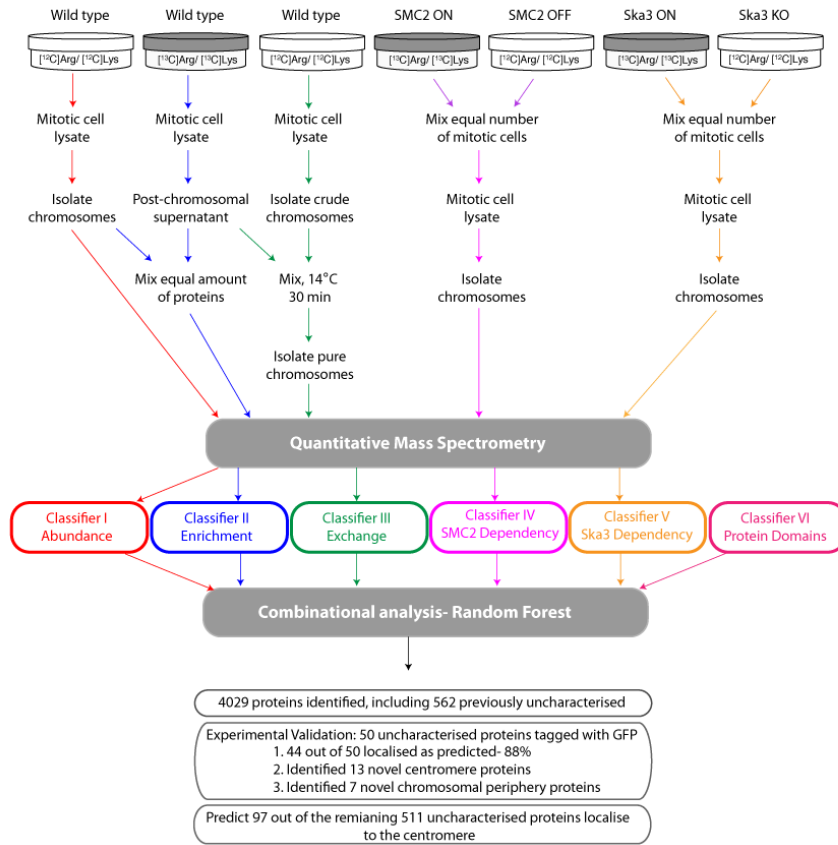 Wild type Wild type Wild type SMC2 ON SMC2 OFF Ska3 ON Ska3 KO
[¹²C]Arg/ [¹²C]Lys [¹³C]Arg/ [¹³C]Lys [¹²C]Arg/ [¹²C]Lys [¹³C]Arg/ [¹³C]Lys [¹²C]Arg/ [¹²C]Lys [¹³C]Arg/ [¹³C]Lys [¹²C]Arg/ [¹²C]Lys
Mitotic cell
lysate
Mitotic cell
lysate
Mitotic cell
lysate
Mix equal number
of mitotic cells
Mix equal number
of mitotic cells
Isolate
chromosomes
Post-chromosomal
supernatant
Isolate crude
chromosomes
Mitotic cell
lysate
Mitotic cell
lysate
Mix equal amount
of proteins
Mix, 14°C
30 min
Isolate
chromosomes
Isolate
chromosomes
Isolate pure
chromosomes
Quantitative Mass Spectrometry
Classifier I
Abundance
Classifier II
Enrichment
Classifier III
Exchange
Classifier IV
SMC2 Dependency
Classifier V
Ska3 Dependency
Classifier VI
Protein Domains
Combinational analysis- Random Forest
4029 proteins identified, including 562 previously uncharacterised
Experimental Validation: 50 uncharacterised proteins tagged with GFP
1. 44 out of 50 localised as predicted- 88%
2. Identified 13 novel centromere proteins
3. Identified 7 novel chromosomal periphery proteins
Predict 97 out of the remianing 511 uncharacterised proteins localise
to the centromere